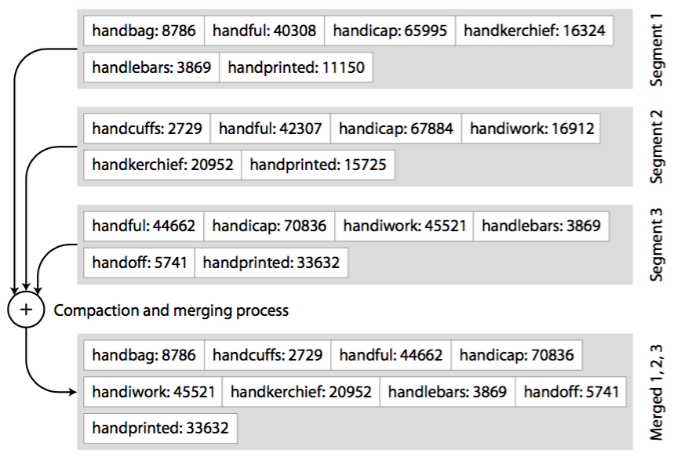 handbag: 8786 handful: 40308 handicap: 65995 handkerchief: 16324
handlebars: 3869 handprinted: 11150
Segment 1
handcuffs: 2729 handful: 42307 handicap: 67884 handiwork: 16912
handkerchief: 20952 handprinted: 15725
Segment 2
handful: 44662 handicap: 70836 handiwork: 45521 handlebars: 3869
handoff: 5741 handprinted: 33632
Segment 3
+ Compaction and merging process
handbag: 8786 handcuffs: 2729 handful: 44662 handicap: 70836
handiwork: 45521 handkerchief: 20952 handlebars: 3869 handoff: 5741
handprinted: 33632
Merged 1, 2, 3